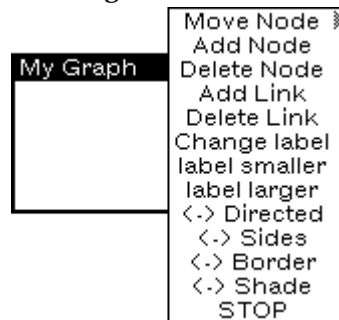 Move Node
Add Node
My Graph
Delete Node
Add Link
Delete Link
Change label
label smaller
label larger
<-> Directed
<-> Sides
<-> Border
<-> Shade
STOP